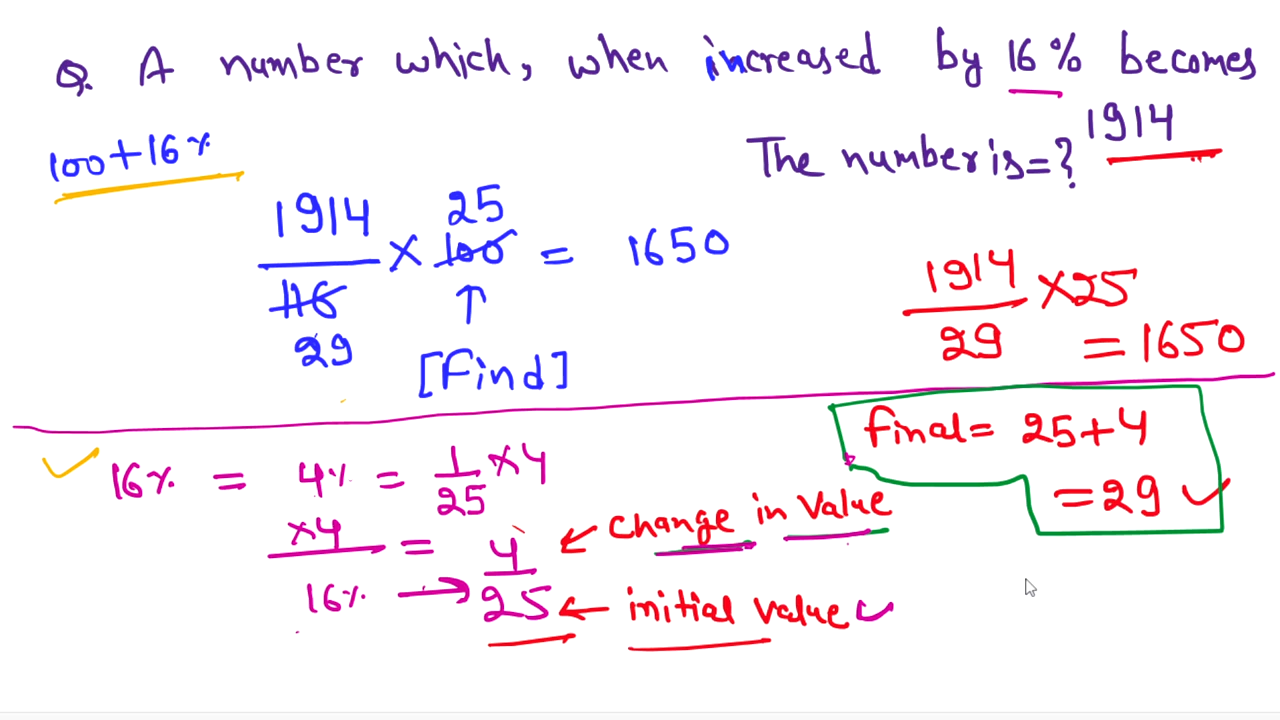 Q. A number which, when increased by 16% becomes
1914
100+16%
The number is = ?
1914/116 × 100 = 1650
25
29
↑
[Find]
1914/29 × 25
= 1650
16% = 4% = 1/25 × 4
×4
= 4/25 ← change in value
16% → 25 ← initial value ✓
final = 25+4
= 29 ✓